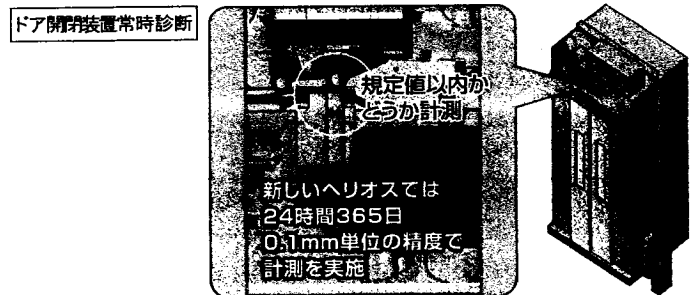 ドア開閉装置常時診断
規定値以内か
どうか計測
新しいヘリオスでは
24時間365日
0.1mm単位の精度で
計測を実施